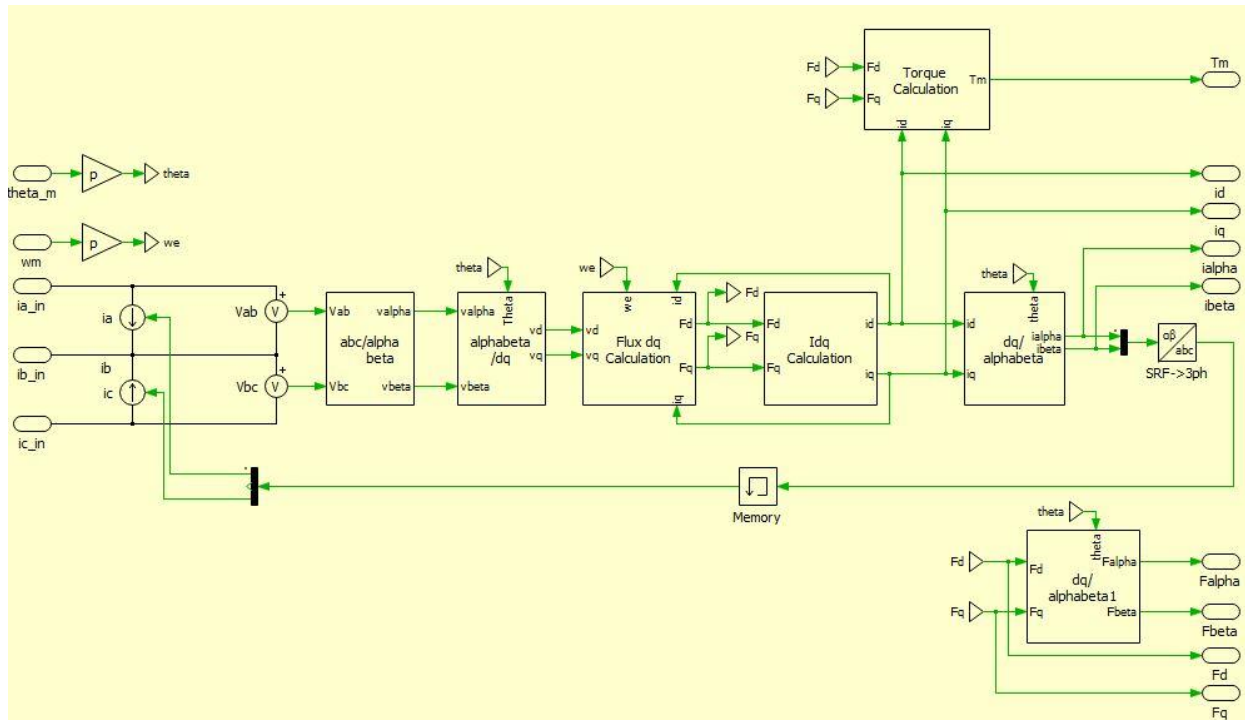 Tm
Fd
Fd
Torque
Calculation
Tm
Fq
Fq
id
iq
theta_m
p
theta
id
iq
wm
p
we
ialpha
ibeta
ia_in
ia
Vab
+
V
ib_in
ib
ic
Vbc
+
V
ic_in
Vab
valpha
abc/alpha
beta
Vbc
vbeta
theta
Theta
valpha
vd
alphabeta
/dq
vq
vbeta
we
we
id
vd
Fd
Flux dq
Calculation
vq
Fq
iq
Fd
Fq
Fd
id
Idq
Calculation
Fq
iq
theta
theta
id
ialpha
dq/
alphabeta
ibeta
iq
αβ
abc
SRF->3ph
Memory
theta
theta
Fd
Fd
Falpha
dq/
alphabeta1
Fq
Fq
Fbeta
Falpha
Fbeta
Fd
Fq